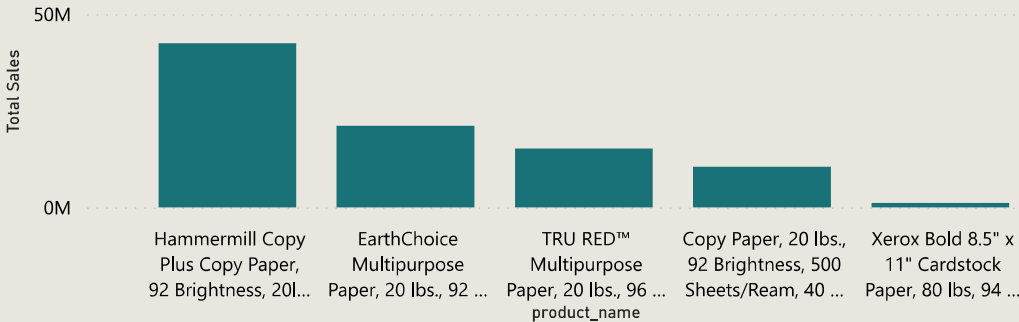 50M
Total Sales
0M
Hammermill Copy
Plus Copy Paper,
92 Brightness, 20l...
EarthChoice
Multipurpose
Paper, 20 lbs., 92 ...
TRU RED™
Multipurpose
Paper, 20 lbs., 96 ...
Copy Paper, 20 lbs.,
92 Brightness, 500
Sheets/Ream, 40 ...
Xerox Bold 8.5" x
11" Cardstock
Paper, 80 lbs, 94 ...
product_name